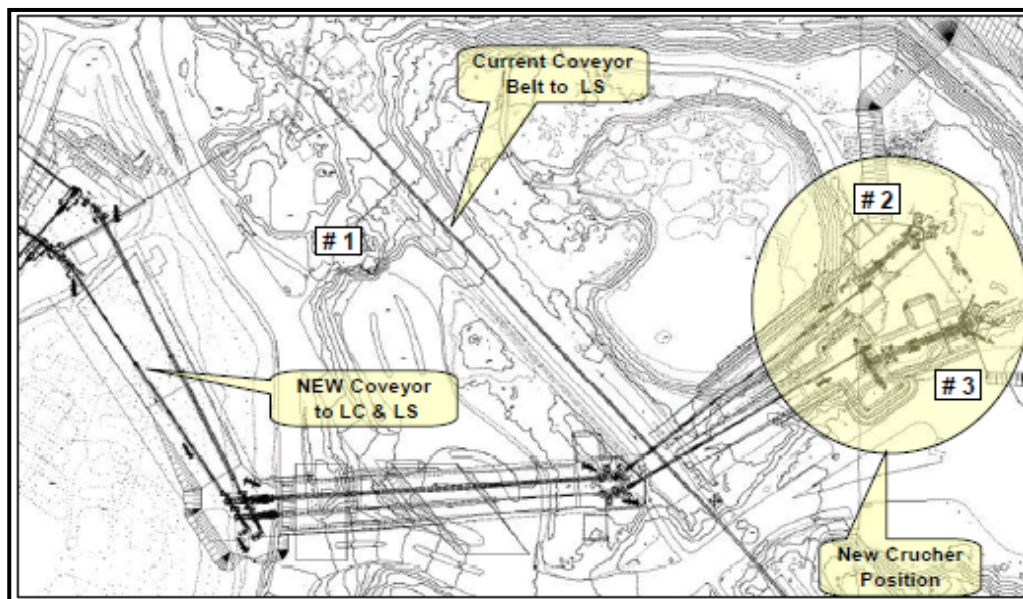 Current Coveyor
Belt to LS
# 2
# 1
# 3
NEW Coveyor
to LC & LS
New Crucher
Position